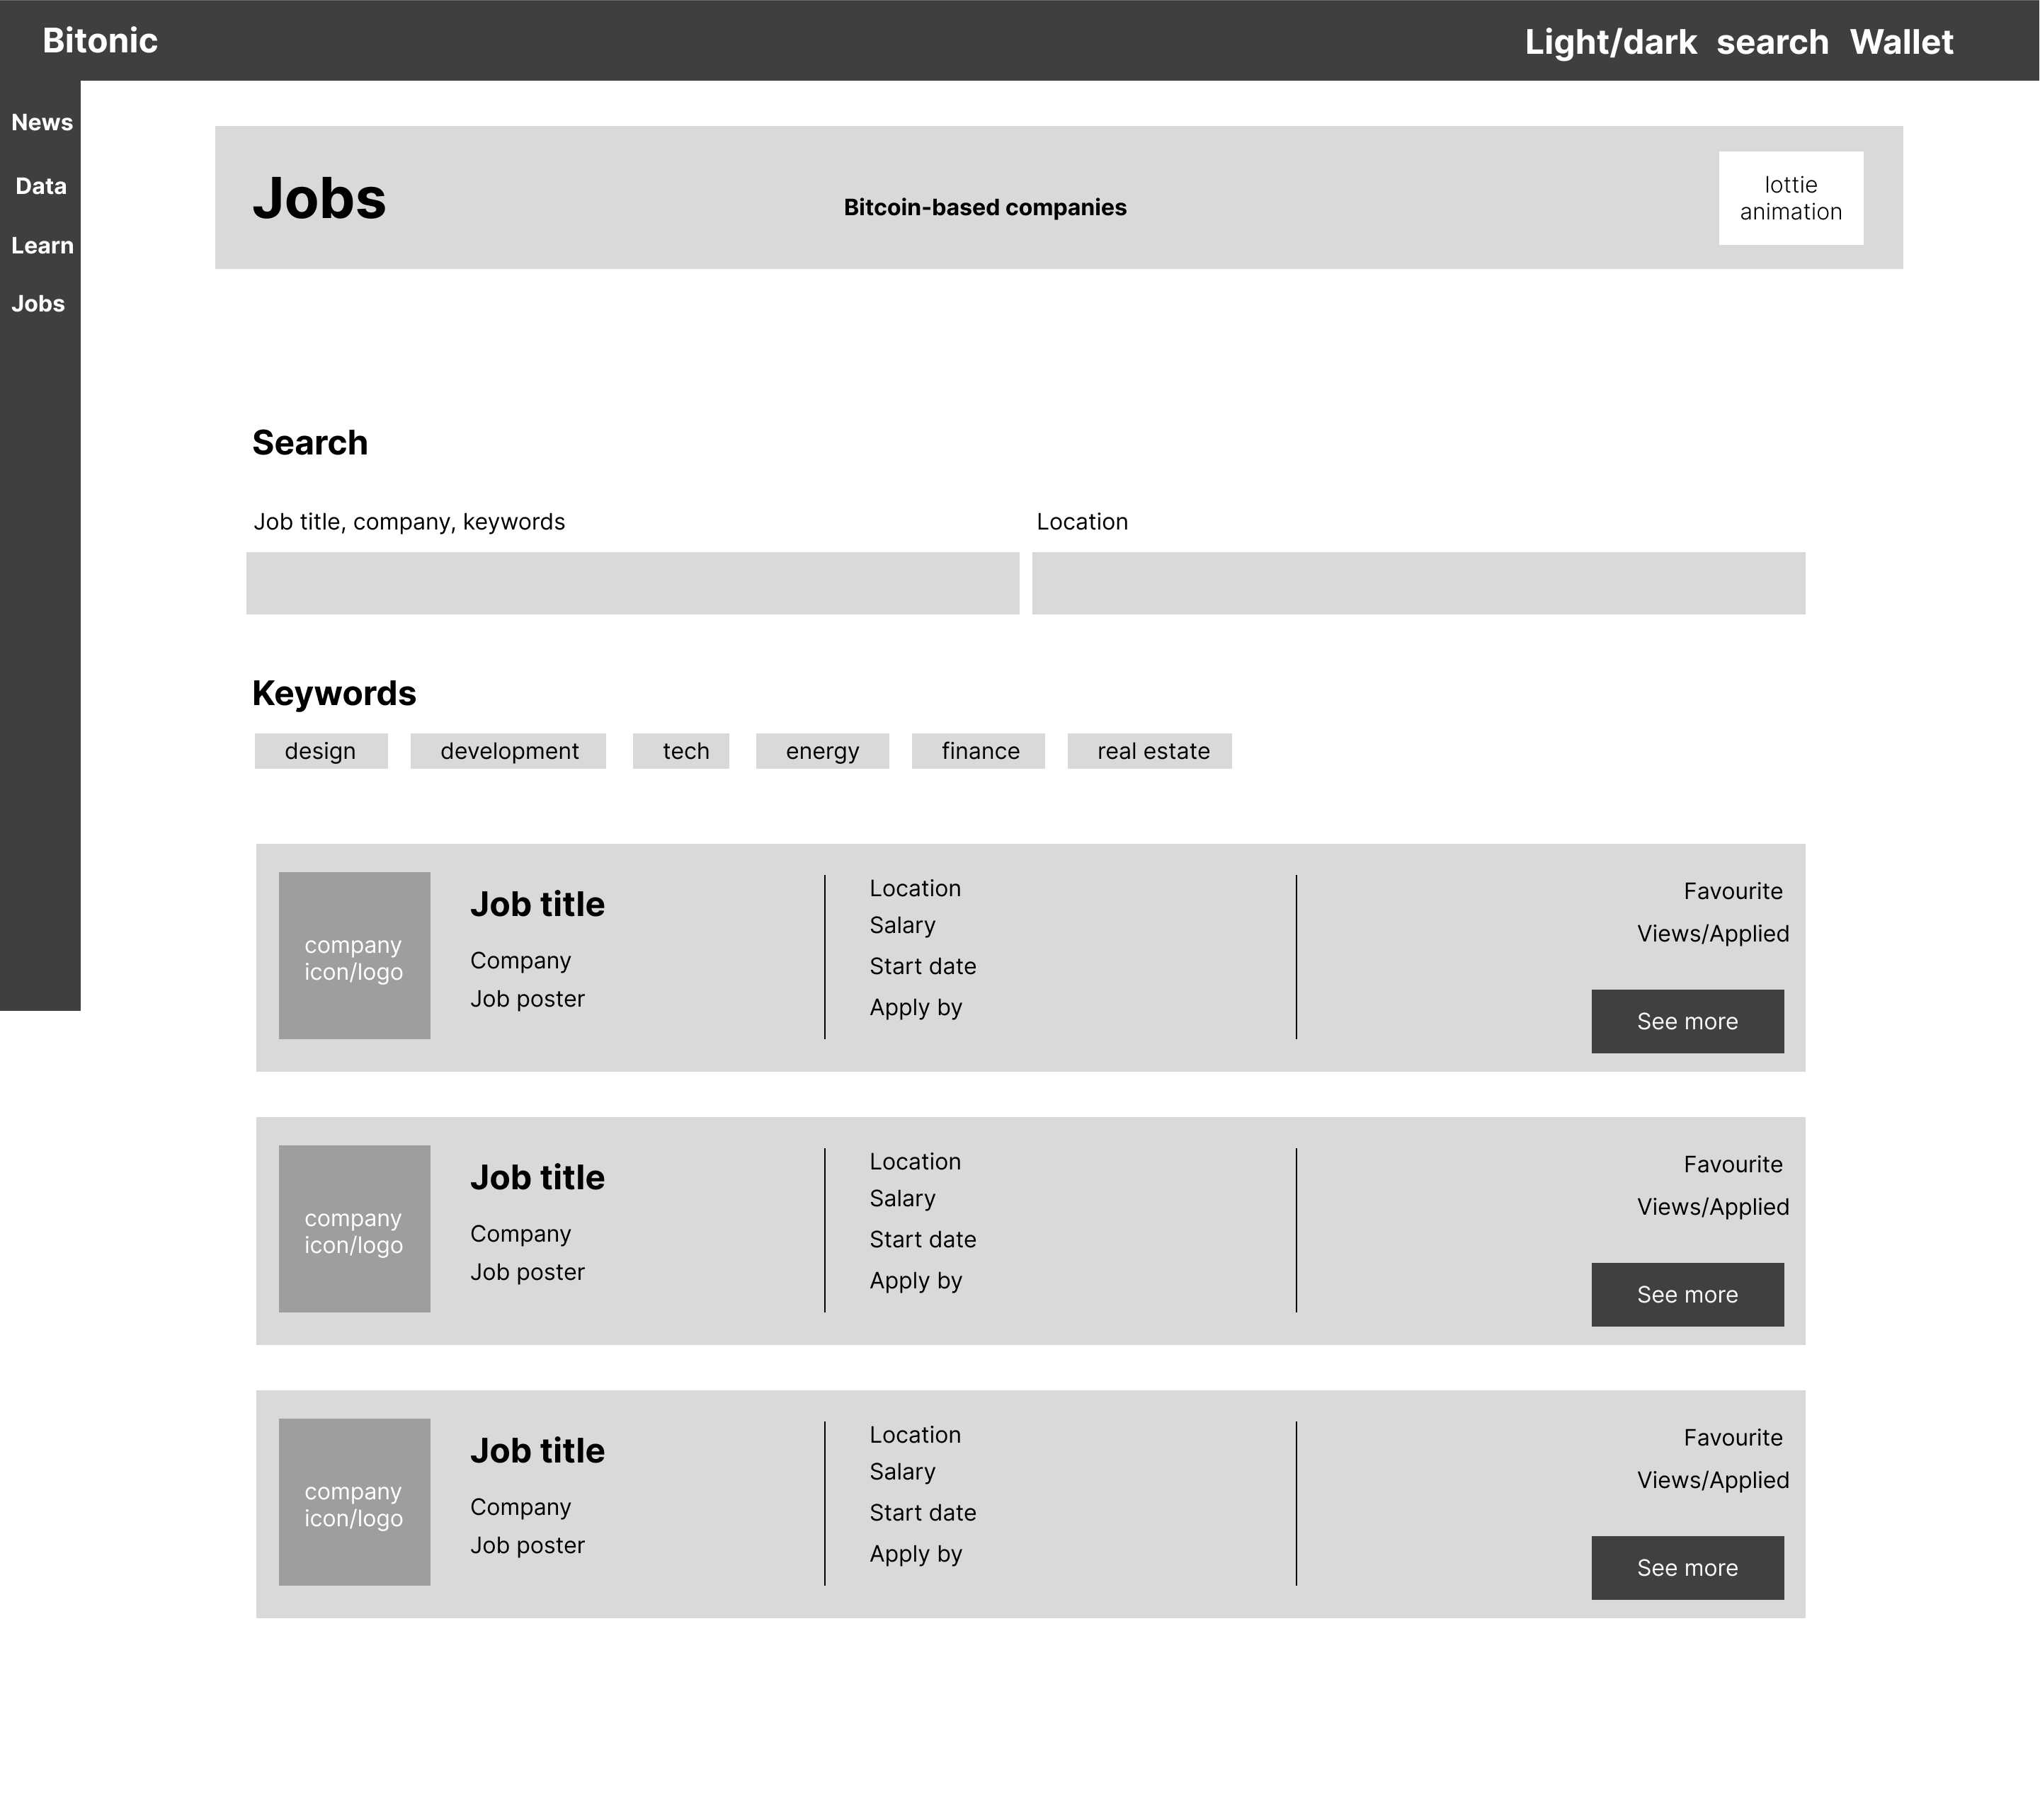 Bitonic
Light/dark search Wallet
News
Data
Learn
Jobs
Jobs
Bitcoin-based companies
lottie
animation
Search
Job title, company, keywords
Location
Keywords
design
development
tech
energy
finance
real estate
company
icon/logo
Job title
Company
Job poster
Location
Salary
Start date
Apply by
Favourite
Views/Applied
See more
company
icon/logo
Job title
Company
Job poster
Location
Salary
Start date
Apply by
Favourite
Views/Applied
See more
company
icon/logo
Job title
Company
Job poster
Location
Salary
Start date
Apply by
Favourite
Views/Applied
See more